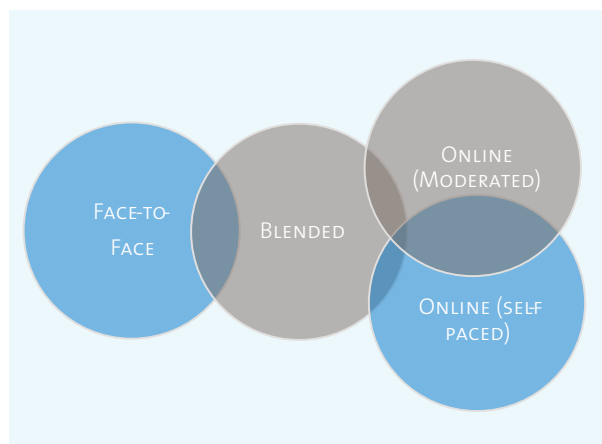 FACE-TO-
FACE
BLENDED
ONLINE
(MODERATED)
ONLINE (SELF
PACED)